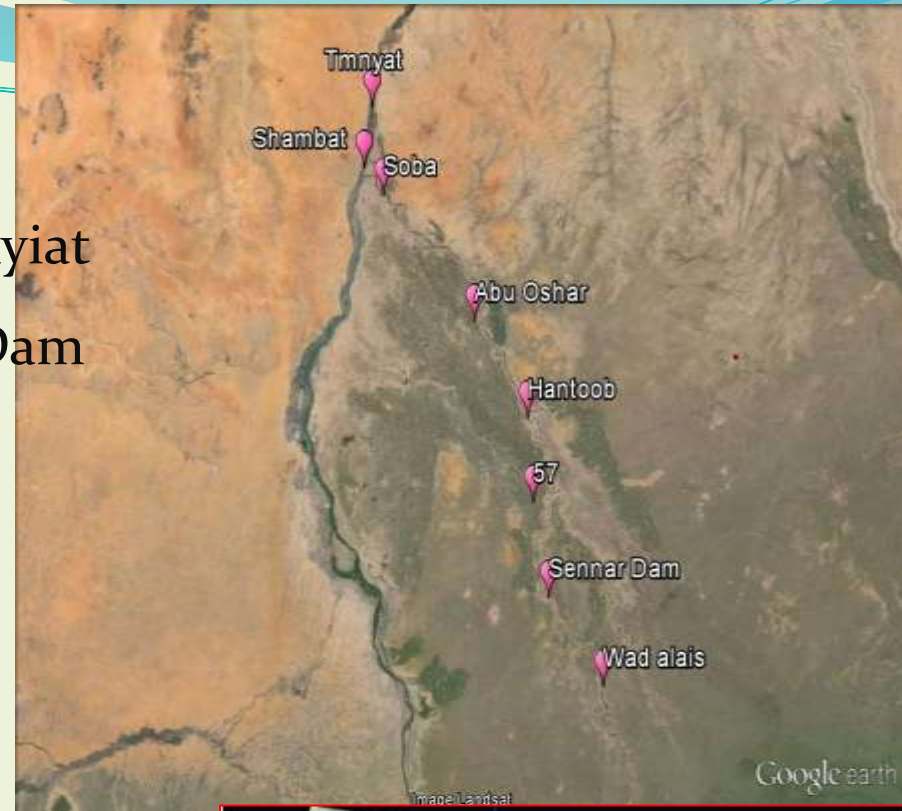 Tmnyat
Shambat
Soba
yiat
Abu Oshar
Dam
Hantoob
57
Sennar Dam
Wad alais
Google earth
Image Landsat